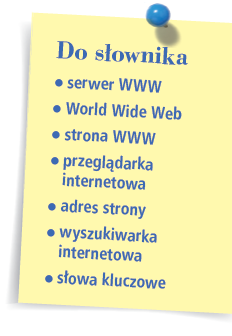 Do słownika
● serwer WWW
● World Wide Web
● strona WWW
● przeglądarka
internetowa
● adres strony
● wyszukiwarka
internetowa
● słowa kluczowe